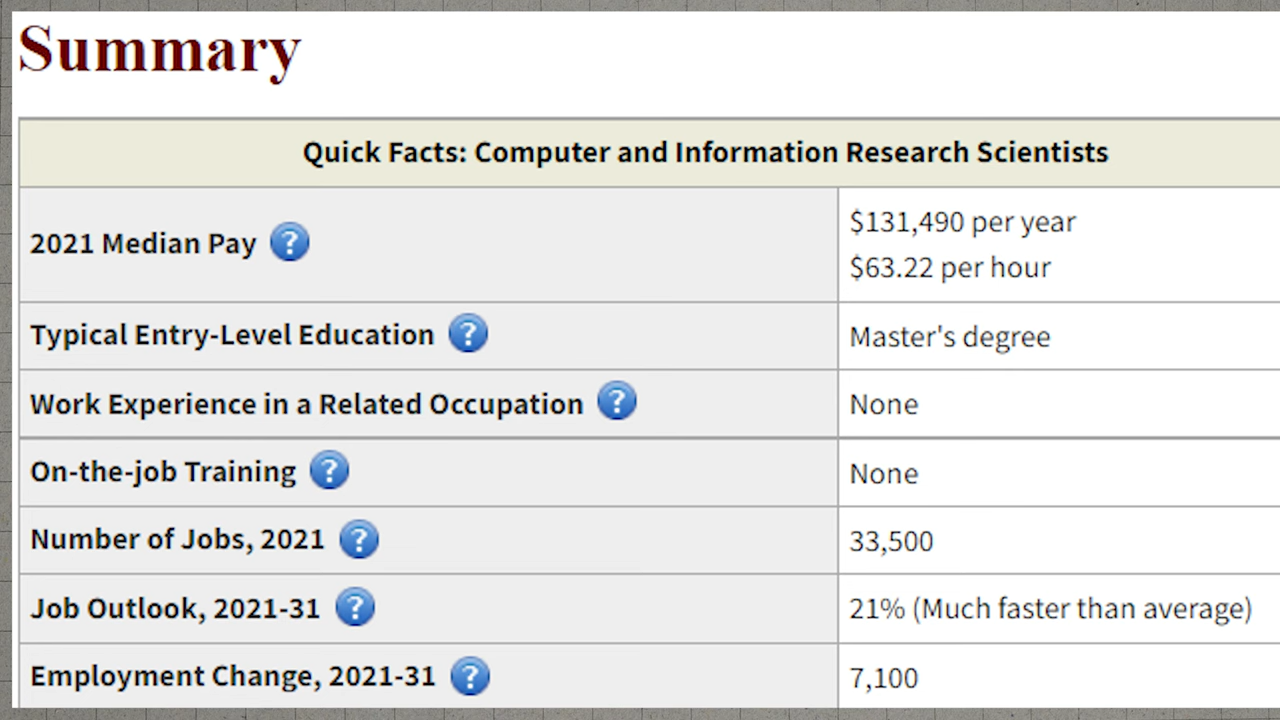 Summary
Quick Facts: Computer and Information Research Scientists
2021 Median Pay ?
$131,490 per year
$63.22 per hour
Typical Entry-Level Education ?
Master's degree
Work Experience in a Related Occupation ?
None
On-the-job Training ?
None
Number of Jobs, 2021 ?
33,500
Job Outlook, 2021-31 ?
21% (Much faster than average)
Employment Change, 2021-31 ?
7,100